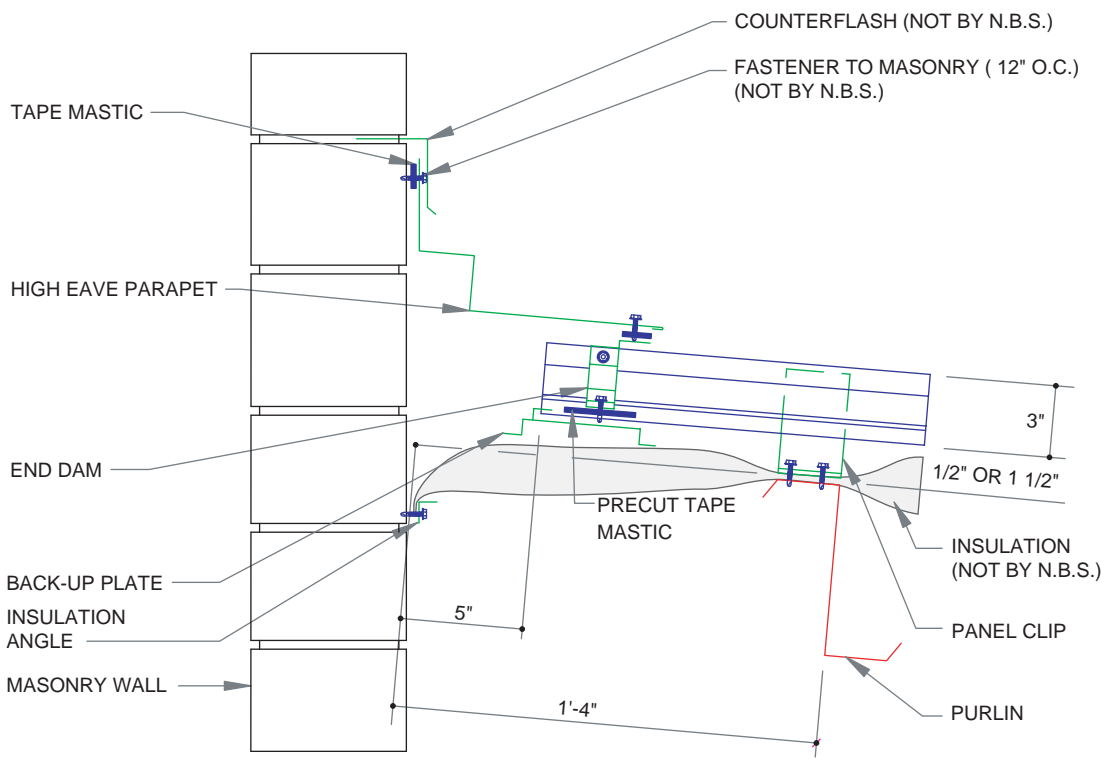 COUNTERFLASH (NOT BY N.B.S.)
FASTENER TO MASONRY ( 12" O.C.)
(NOT BY N.B.S.)
TAPE MASTIC
HIGH EAVE PARAPET
3"
END DAM
1/2" OR 1 1/2"
PRECUT TAPE
MASTIC
INSULATION
(NOT BY N.B.S.)
BACK-UP PLATE
INSULATION
ANGLE
5"
PANEL CLIP
MASONRY WALL
1'-4"
PURLIN